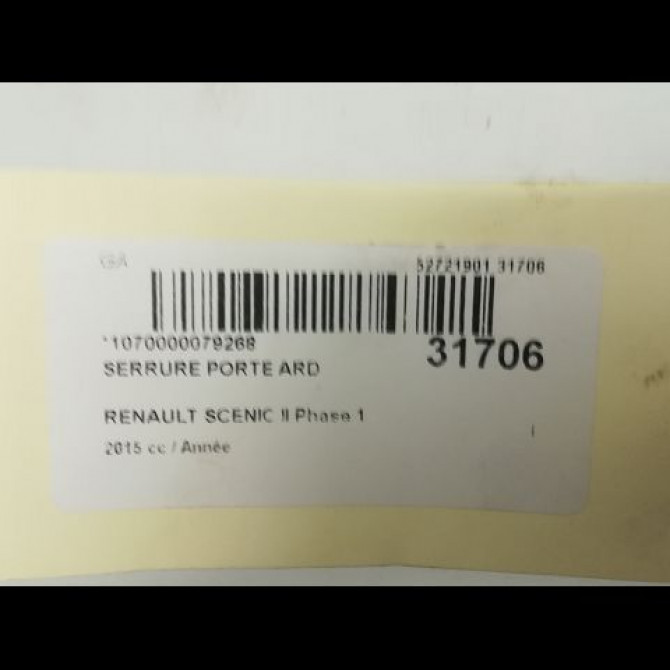 52721901 31706
*1070000079268
31706
SERRURE PORTE ARD
RENAULT SCENIC II Phase 1
2015 cc / Année